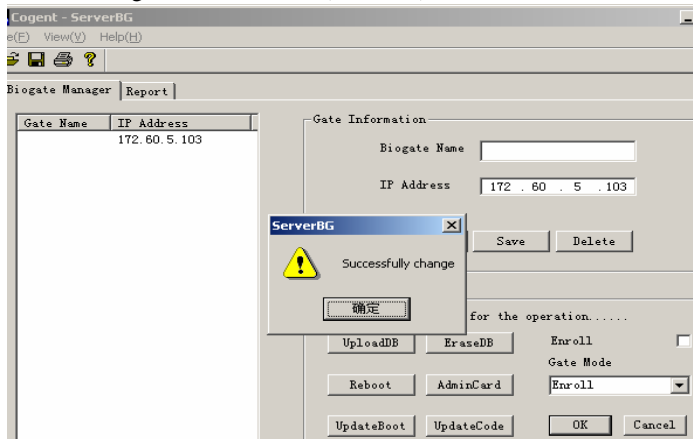 Cogent - ServerBG
e(F) View(V) Help(H)
Biogate Manager Report
Gate Name IP Address
172.60.5.103
Gate Information
Biogate Name
IP Address 172 . 60 . 5 . 103
Save Delete
ServerBG
Successfully change
确定
for the operation......
UploadDB EraseDB Enroll
Gate Mode
Reboot AdminCard Enroll
UpdateBoot UpdateCode OK Cancel